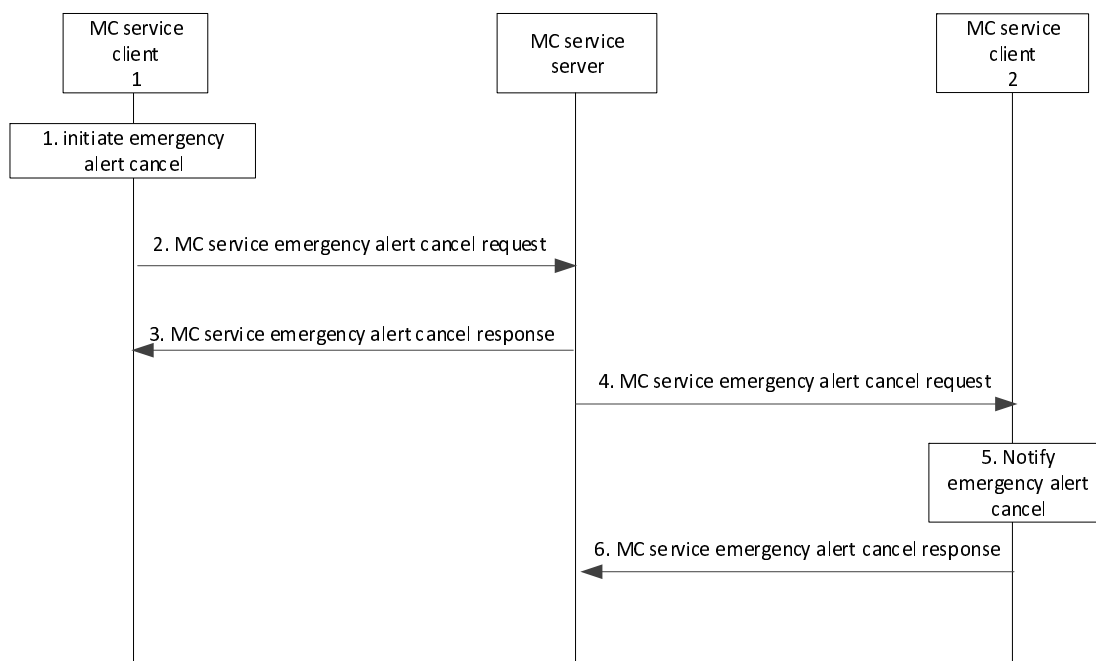 MC service
client
1
MC service
server
MC service
client
2
1. initiate emergency
alert cancel
2. MC service emergency alert cancel request
3. MC service emergency alert cancel response
4. MC service emergency alert cancel request
5. Notify
emergency alert
cancel
6. MC service emergency alert cancel response